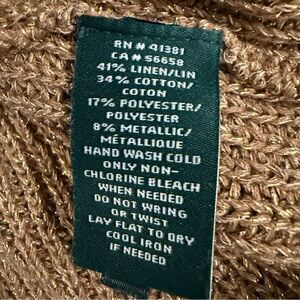 RN # 41381
CA # 56658
41% LINEN/LIN
34% COTTON/
COTON
17% POLYESTER/
POLYESTER
8% METALLIC/
MÉTALLIQUE
HAND WASH COLD
ONLY NON-
CHLORINE BLEACH
WHEN NEEDED
DO NOT WRING
OR TWIST
LAY FLAT TO DRY
COOL IRON
IF NEEDED